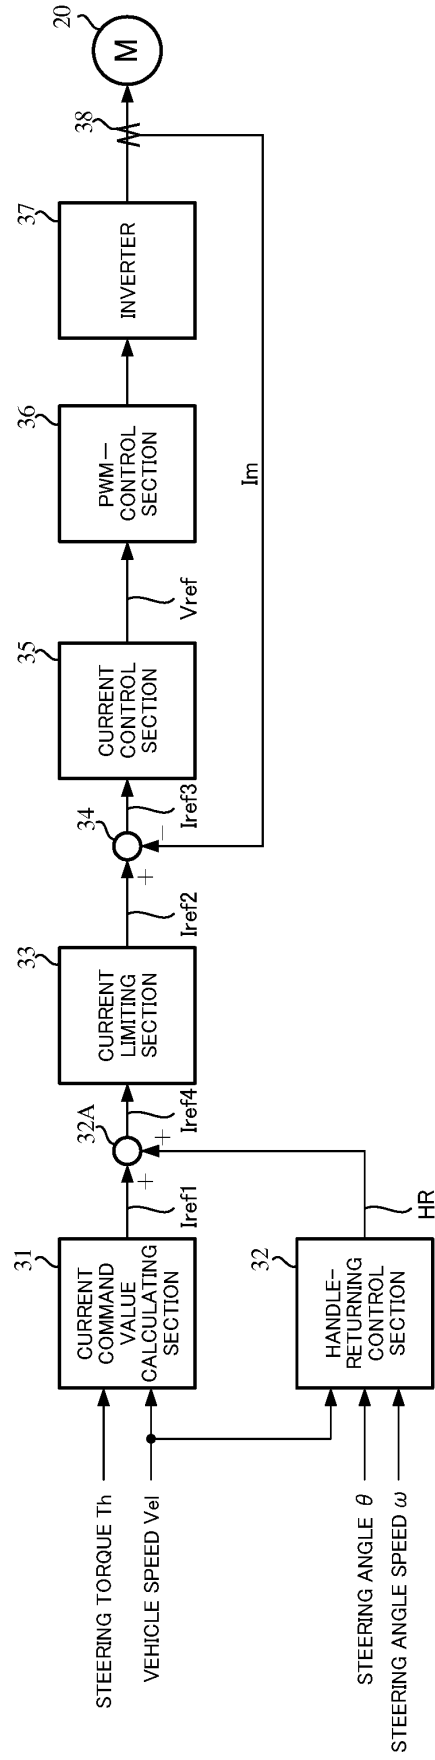 STEERING TORQUE Th
VEHICLE SPEED Vel
STEERING ANGLE θ
STEERING ANGLE SPEED ω
31
CURRENT
COMMAND
VALUE
CALCULATING
SECTION
32
HANDLE-
RETURNING
CONTROL
SECTION
HR
Iref1
+
+
32A
Iref4
33
CURRENT
LIMITING
SECTION
Iref2
+
-
34
Iref3
35
CURRENT
CONTROL
SECTION
Vref
36
PWM-
CONTROL
SECTION
37
INVERTER
38
Im
20
M